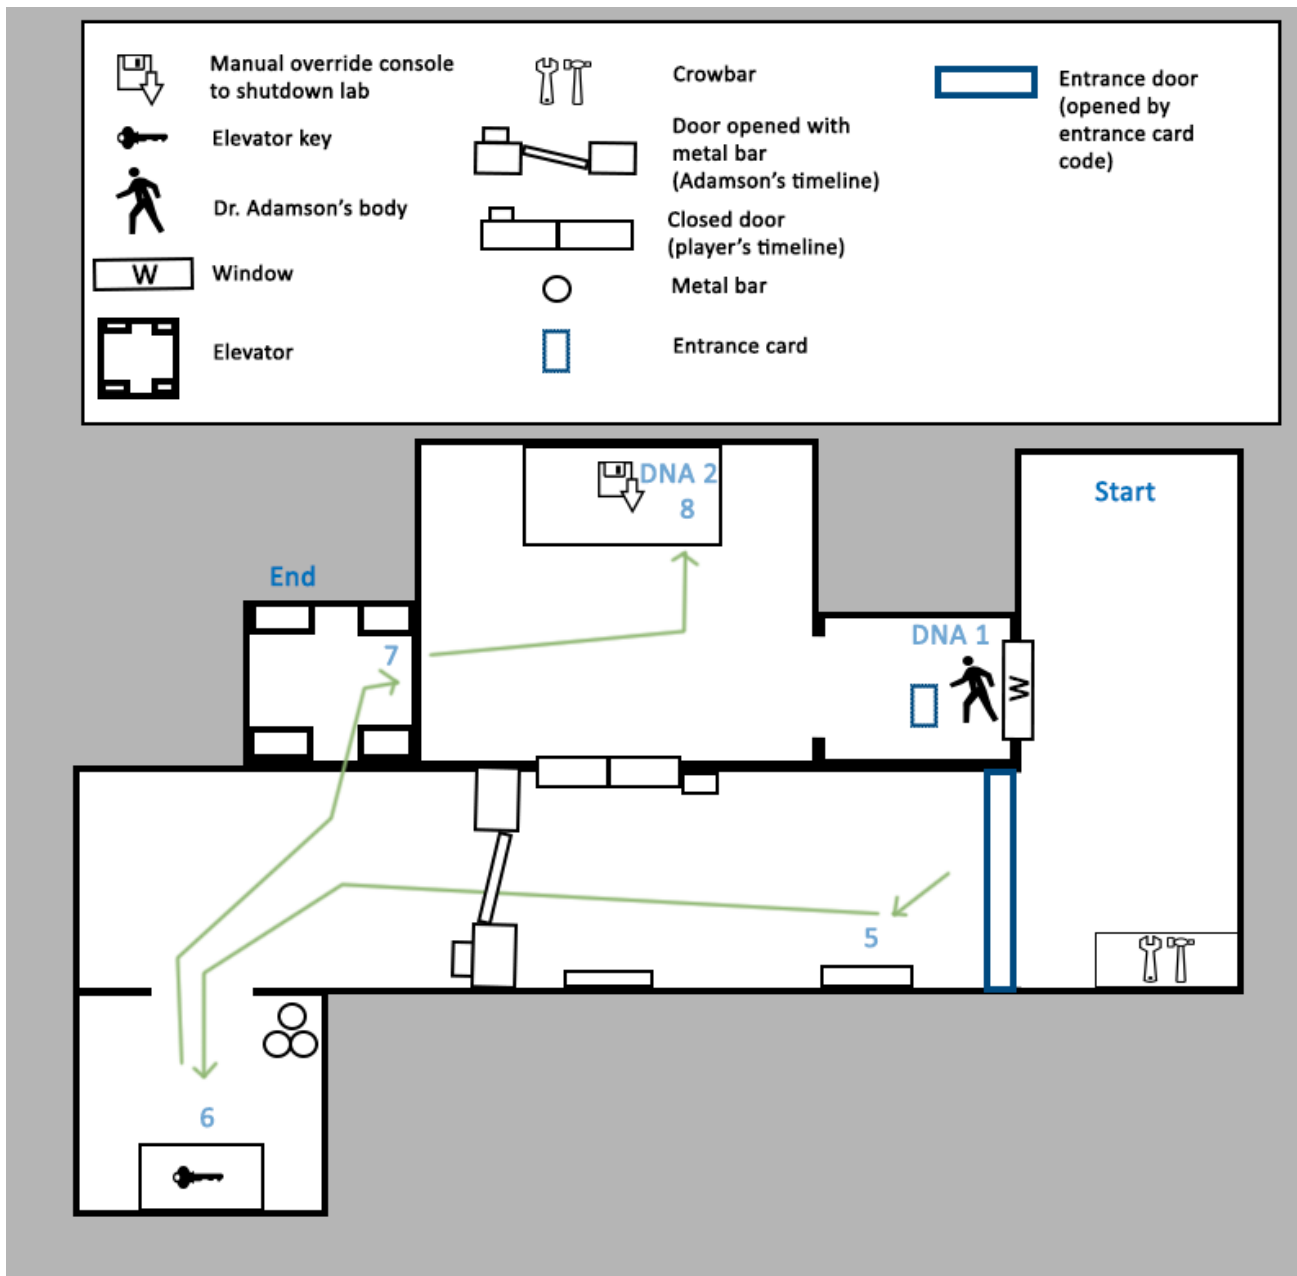 Manual override console
to shutdown lab
Elevator key
Dr. Adamson's body
W
Window
Elevator
Crowbar
Door opened with
metal bar
(Adamson's timeline)
Closed door
(player's timeline)
Metal bar
Entrance card
Entrance door
(opened by
entrance card
code)
DNA 2
8
Start
End
7
DNA 1
W
5
6